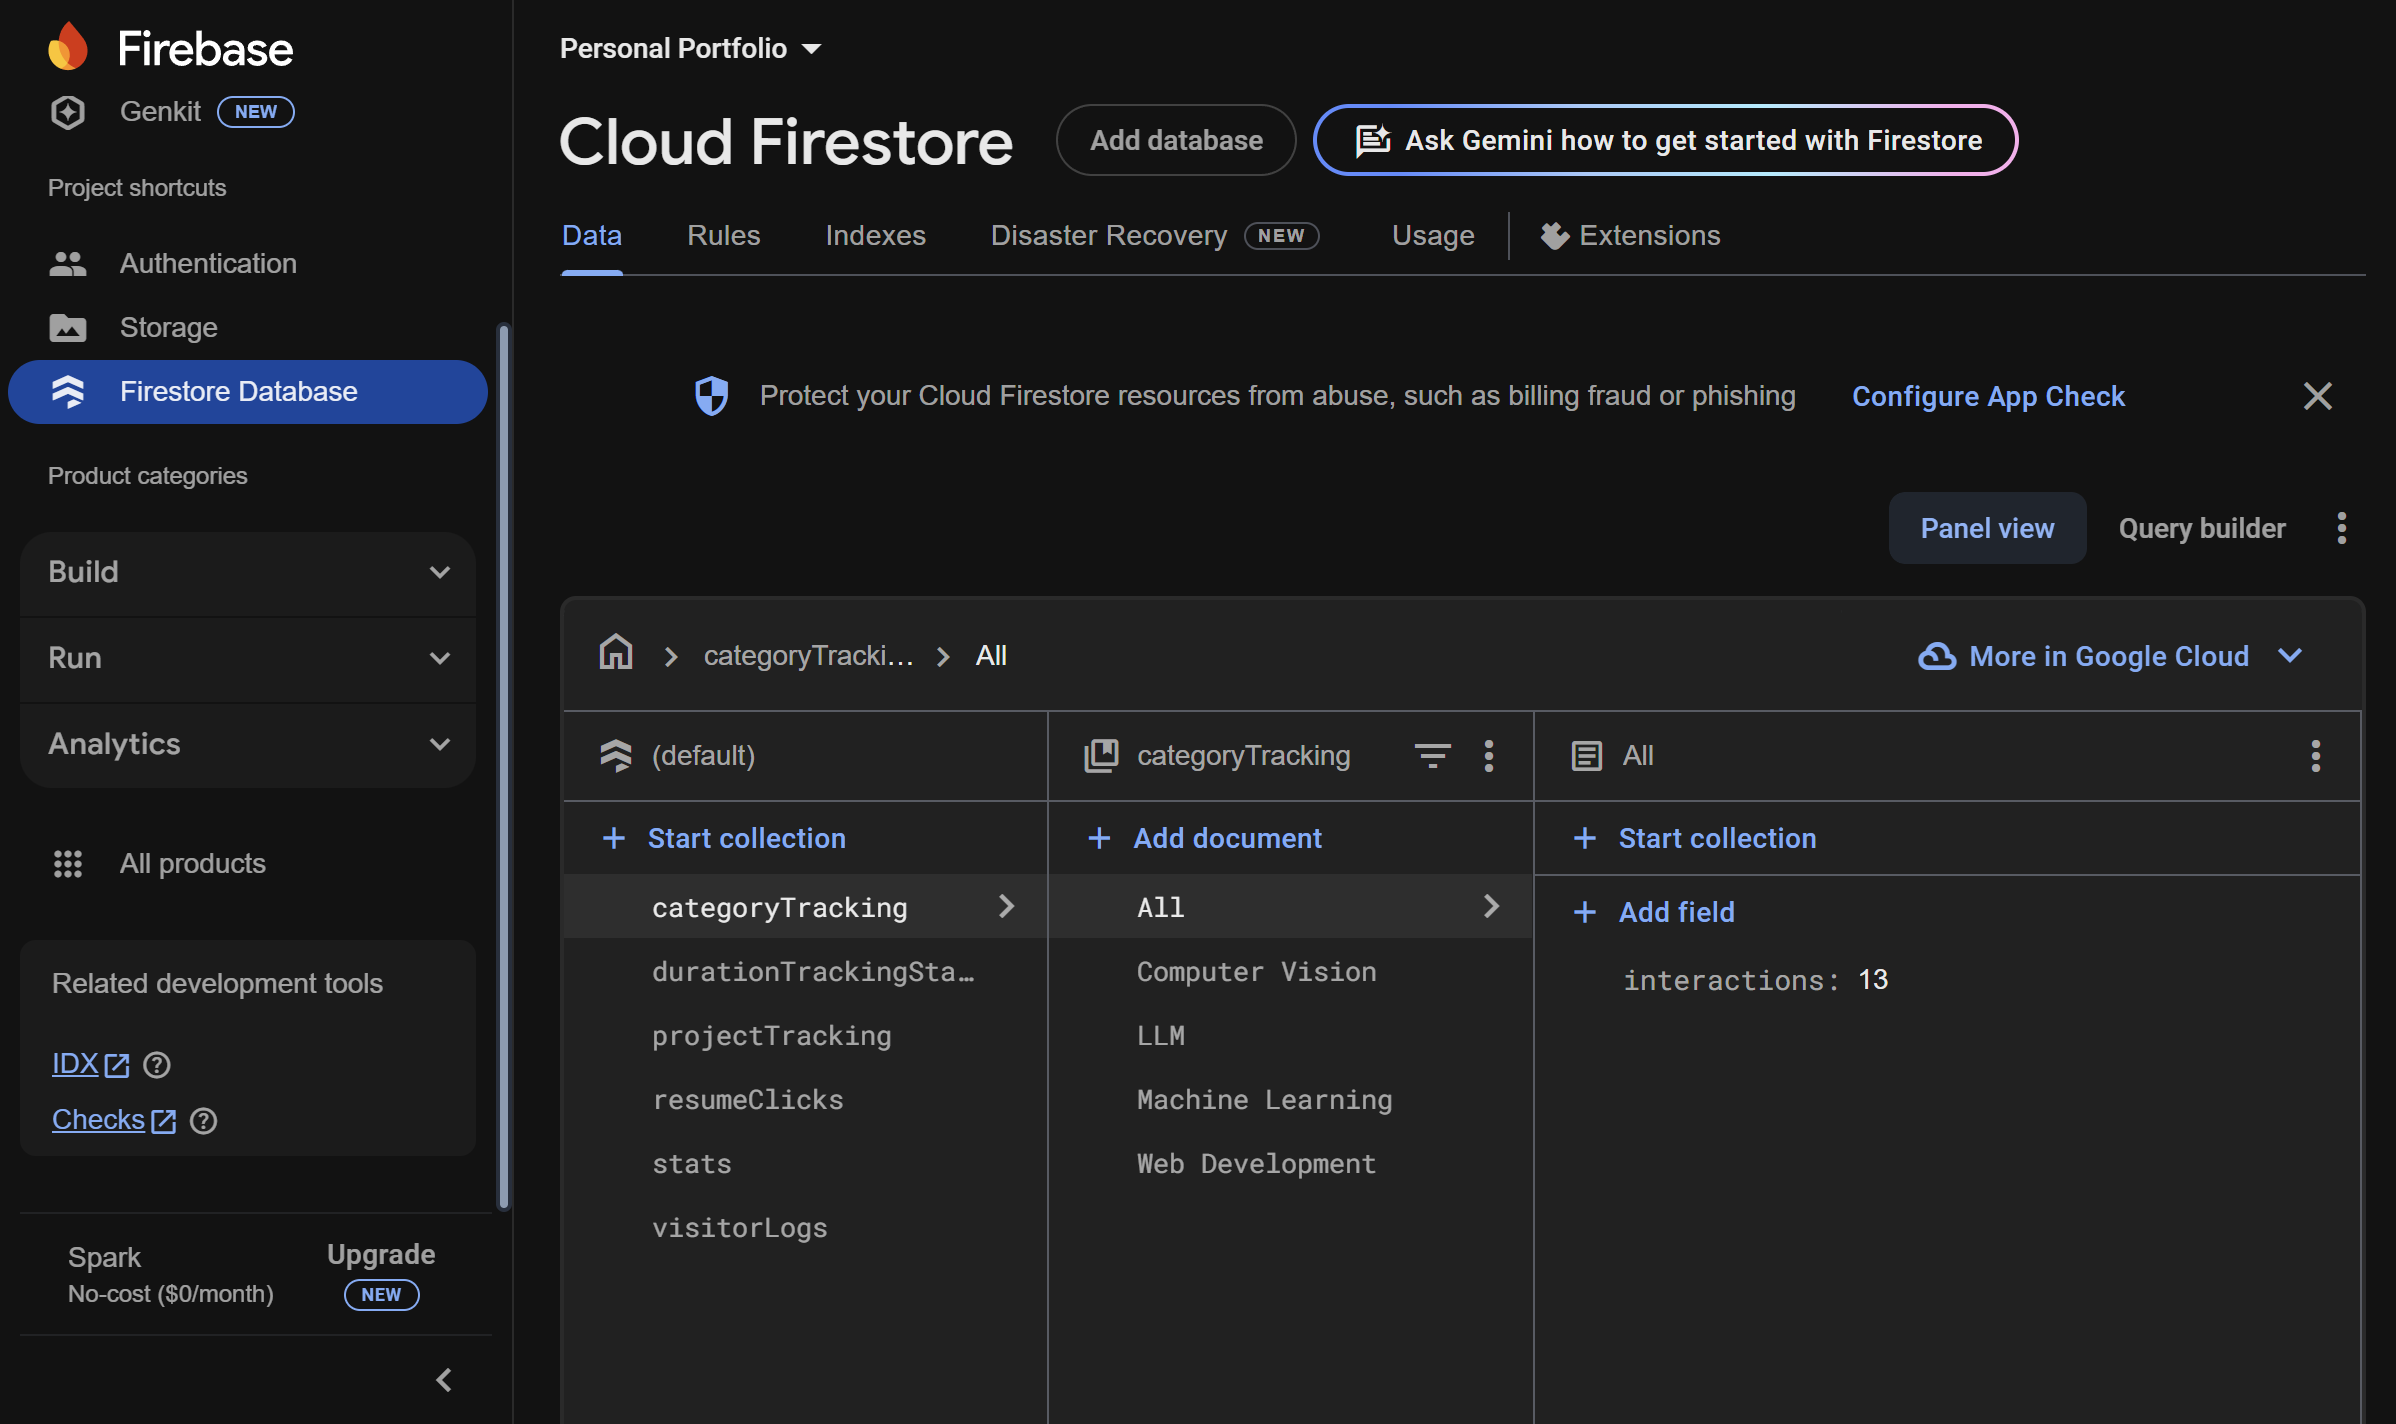 Firebase
Genkit NEW
Project shortcuts
Authentication
Storage
Firestore Database
Product categories
Build
Run
Analytics
All products
Related development tools
IDX
Checks
Spark
No-cost ($0/month)
Upgrade
NEW
Personal Portfolio
Cloud Firestore
Add database
Ask Gemini how to get started with Firestore
Data Rules Indexes Disaster Recovery NEW Usage Extensions
Protect your Cloud Firestore resources from abuse, such as billing fraud or phishing Configure App Check
Panel view Query builder
categoryTracki... All
More in Google Cloud
(default)
Start collection
categoryTracking
durationTrackingSta…
projectTracking
resumeClicks
stats
visitorLogs
categoryTracking
Add document
All
Computer Vision
LLM
Machine Learning
Web Development
All
Start collection
Add field
interactions: 13